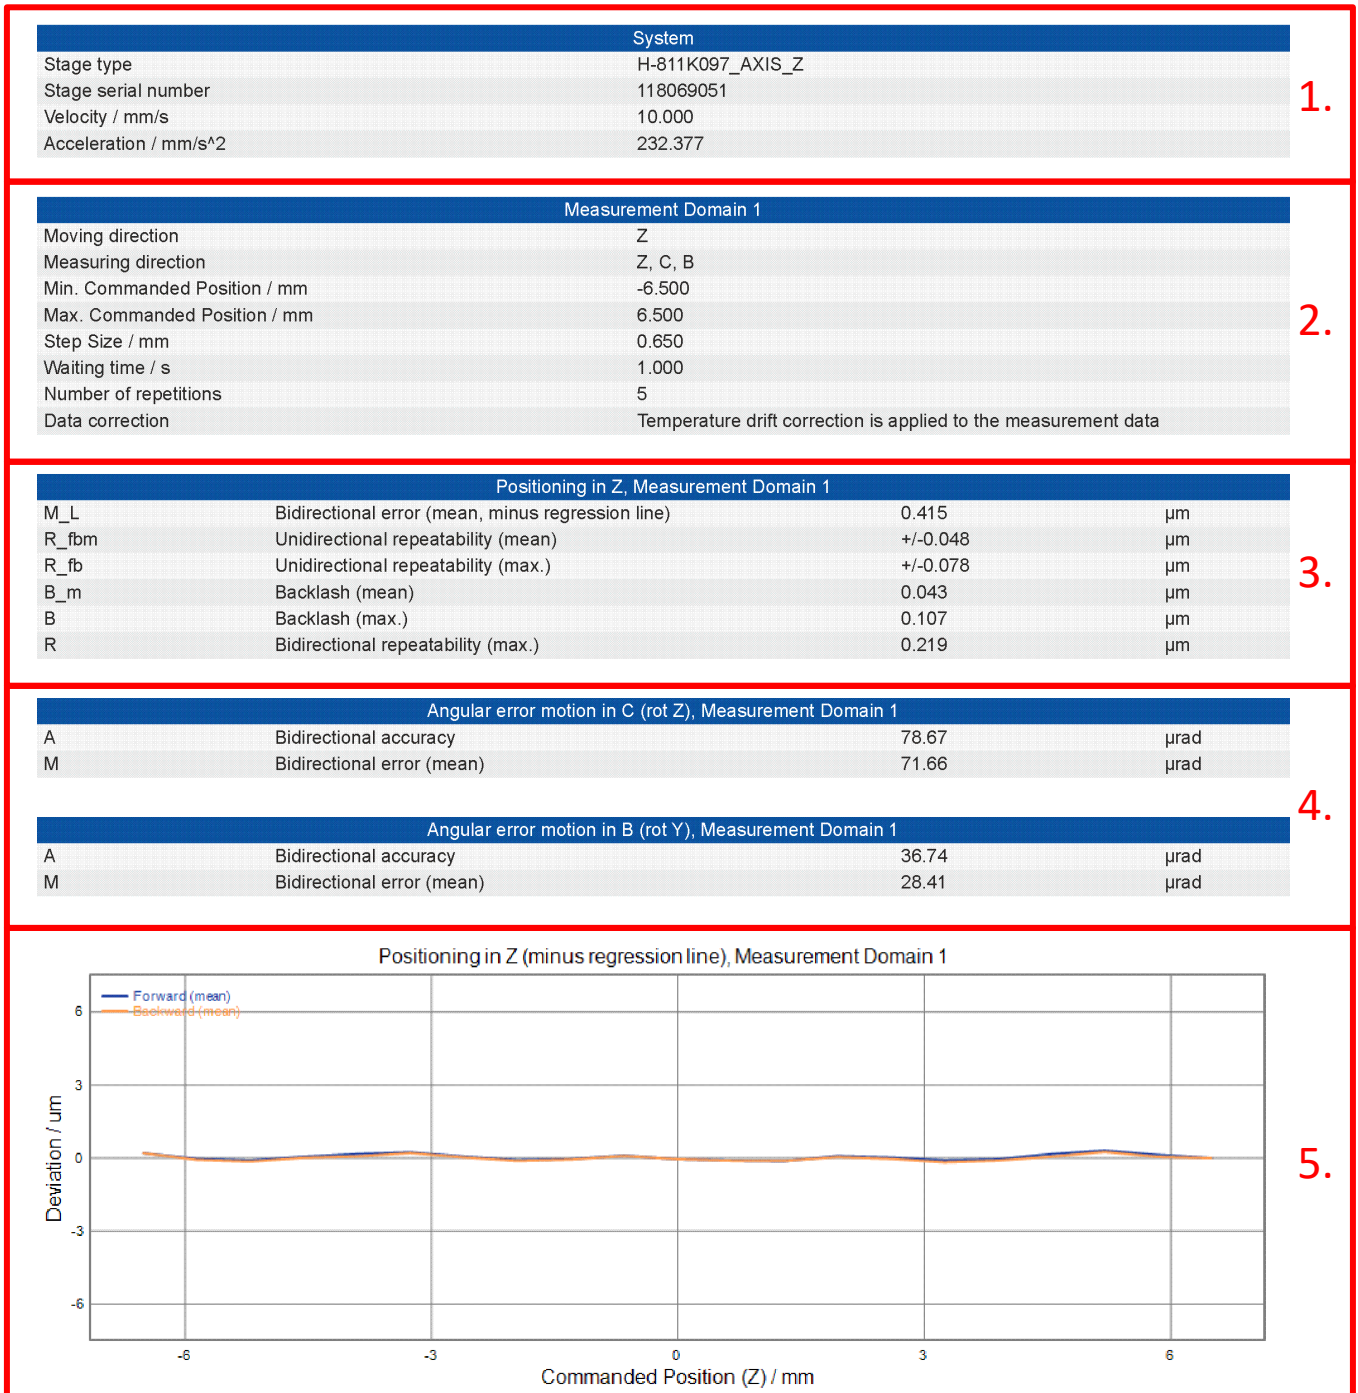 System
Stage type H-811K097_AXIS_Z
Stage serial number 118069051
Velocity / mm/s 10.000
Acceleration / mm/s^2 232.377
1.
Measurement Domain 1
Moving direction Z
Measuring direction Z, C, B
Min. Commanded Position / mm -6.500
Max. Commanded Position / mm 6.500
Step Size / mm 0.650
Waiting time / s 1.000
Number of repetitions 5
Data correction Temperature drift correction is applied to the measurement data
2.
Positioning in Z, Measurement Domain 1
M_L Bidirectional error (mean, minus regression line) 0.415 µm
R_fbm Unidirectional repeatability (mean) +/-0.048 µm
R_fb Unidirectional repeatability (max.) +/-0.078 µm
B_m Backlash (mean) 0.043 µm
B Backlash (max.) 0.107 µm
R Bidirectional repeatability (max.) 0.219 µm
3.
Angular error motion in C (rot Z), Measurement Domain 1
A Bidirectional accuracy 78.67 µrad
M Bidirectional error (mean) 71.66 µrad
4.
Angular error motion in B (rot Y), Measurement Domain 1
A Bidirectional accuracy 36.74 µrad
M Bidirectional error (mean) 28.41 µrad
Positioning in Z (minus regression line), Measurement Domain 1
Forward (mean)
Backward (mean)
6
3
0
-3
-6
Deviation / um
5.
-6 -3 0 3 6
Commanded Position (Z) / mm